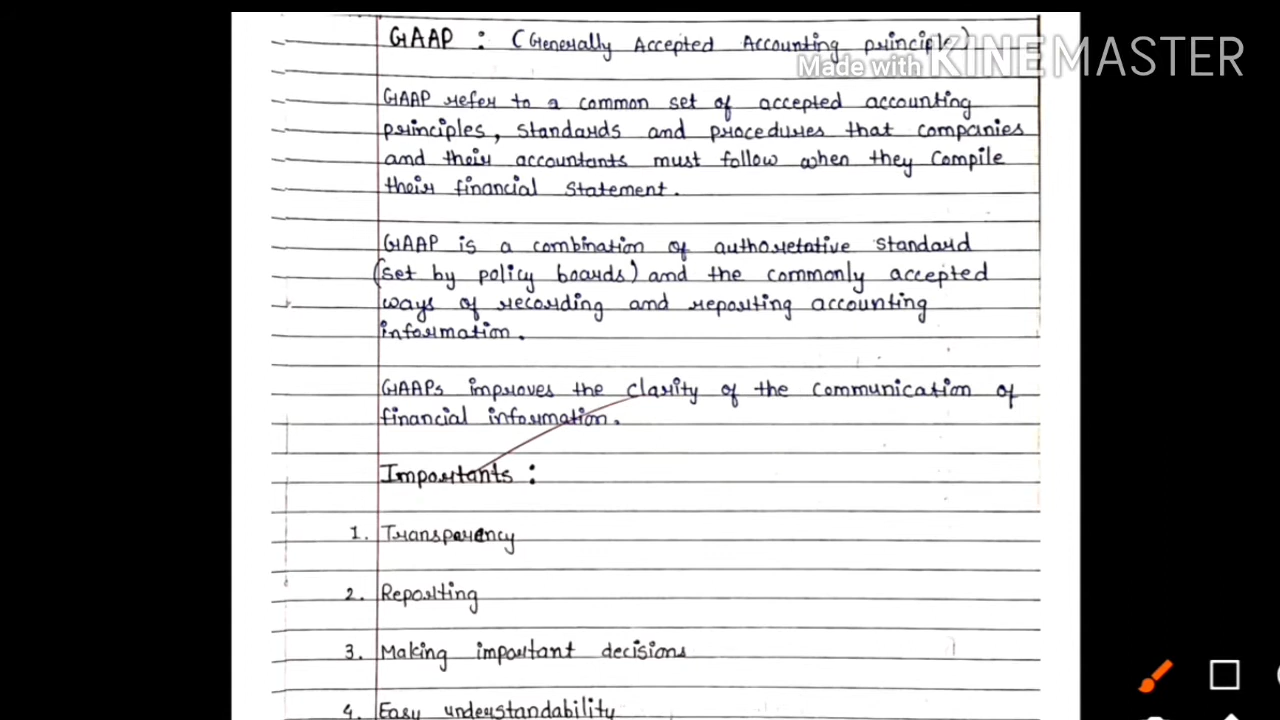 GAAP : (Generally Accepted Accounting principle)
Made with KINEMASTER
GAAP refer to a common set of accepted accounting
principles, standards and procedures that companies
and their accountants must follow when they compile
their financial statement.
GAAP is a combination of authoretative standard
(set by policy boards) and the commonly accepted
ways of recording and reporting accounting
information.
GAAPs improves the clarity of the communication of
financial information.
Importants :
1. Transparency
2. Reporting
3. Making important decisions
4. Easy understandability